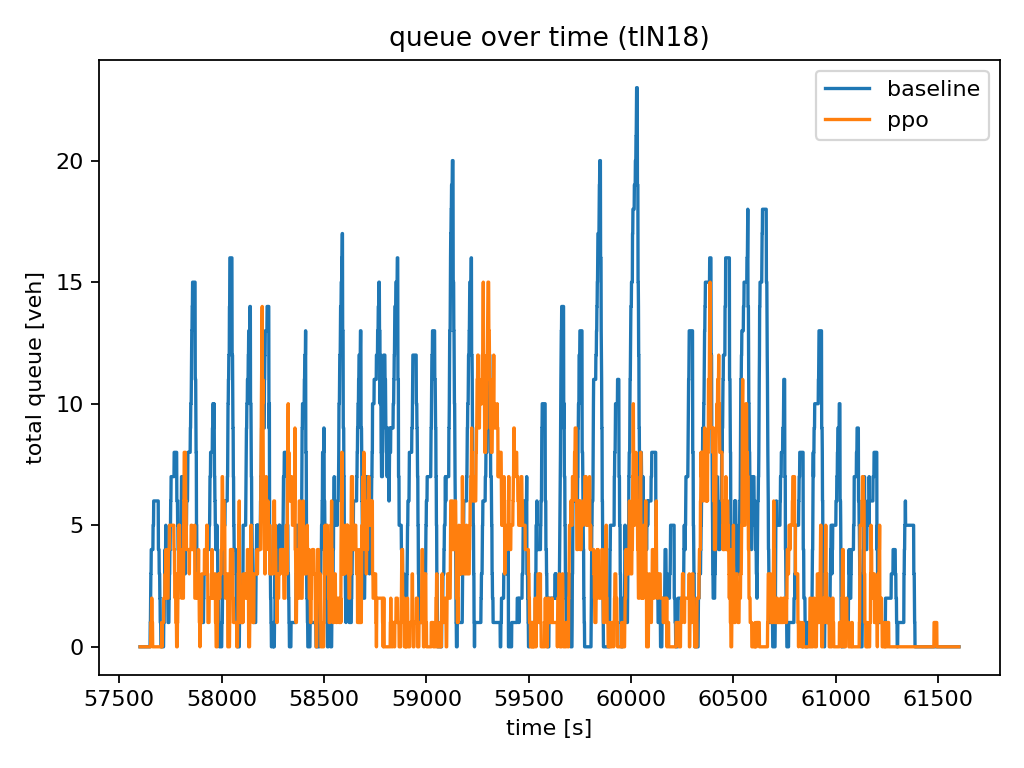 queue over time (tlN18)
baseline
ppo
total queue [veh]
20
15
10
5
0
57500 58000 58500 59000 59500 60000 60500 61000 61500
time [s]